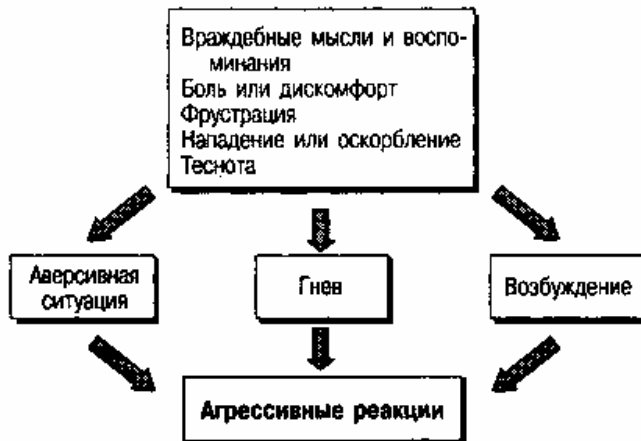 Враждебные мысли и воспо-
минания
Боль или дискомфорт
Фрустрация
Нападение или оскорбление
Теснота
Аверсивная
ситуация
Гнев
Возбуждение
Агрессивные реакции